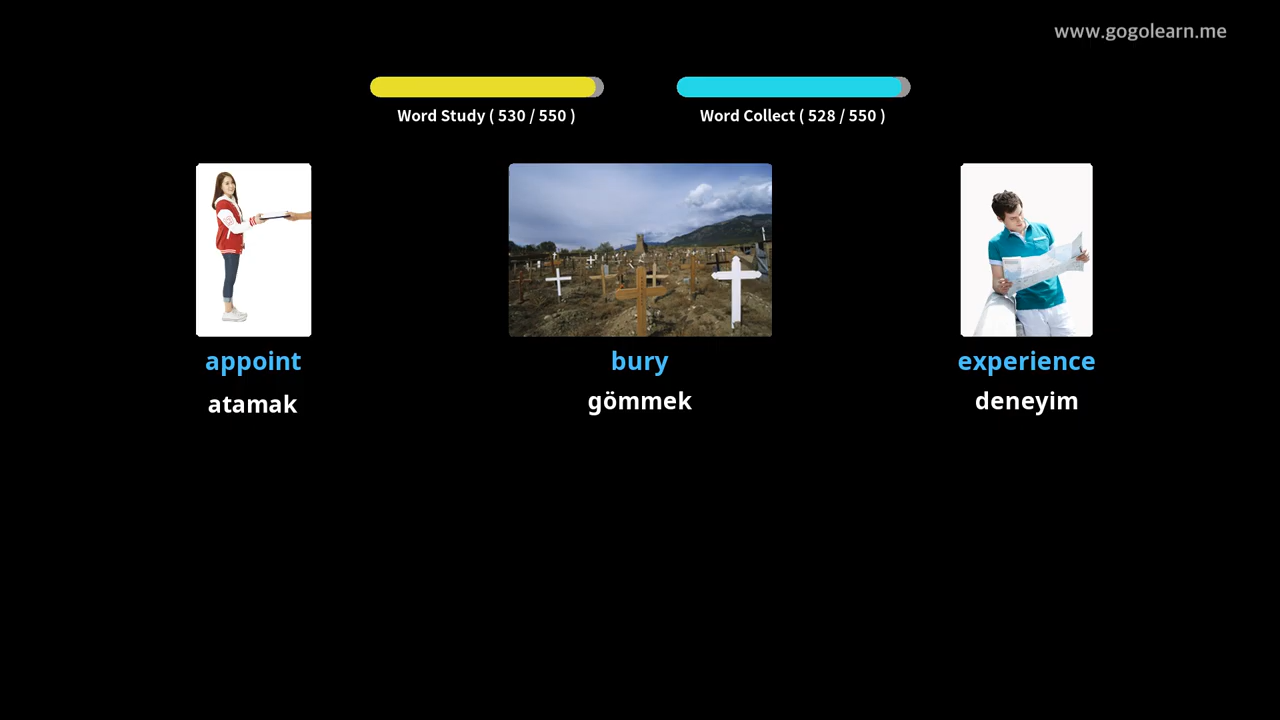 www.gogolearn.me
Word Study ( 530 / 550 )
Word Collect ( 528 / 550 )
appoint
bury
experience
atamak
gömmek
deneyim